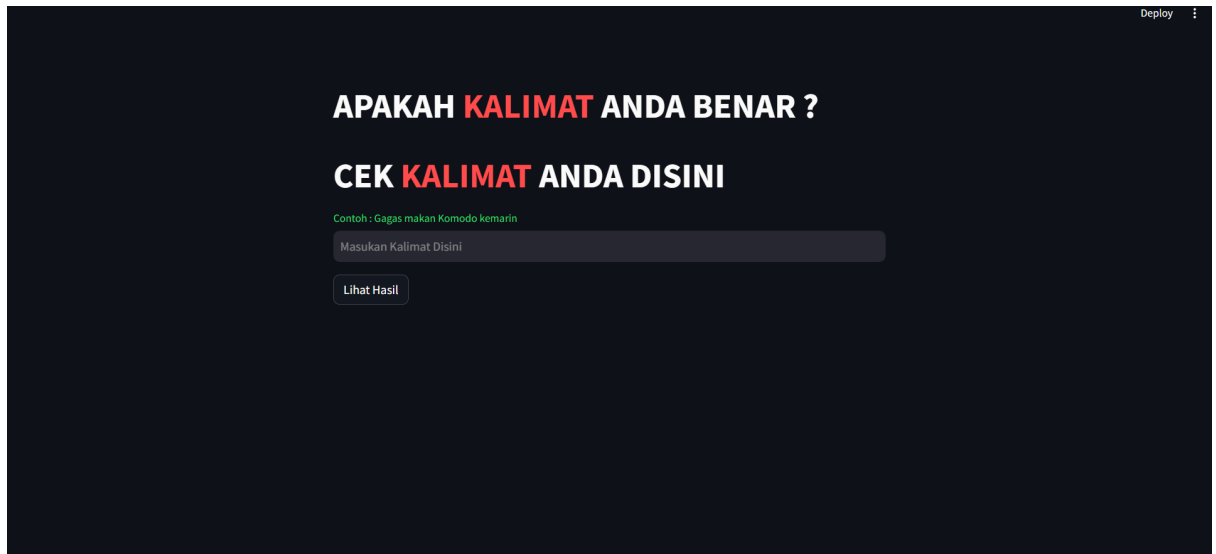 Deploy
APAKAH KALIMAT ANDA BENAR ?
CEK KALIMAT ANDA DISINI
Contoh : Gagas makan Komodo kemarin
Masukan Kalimat Disini
Lihat Hasil